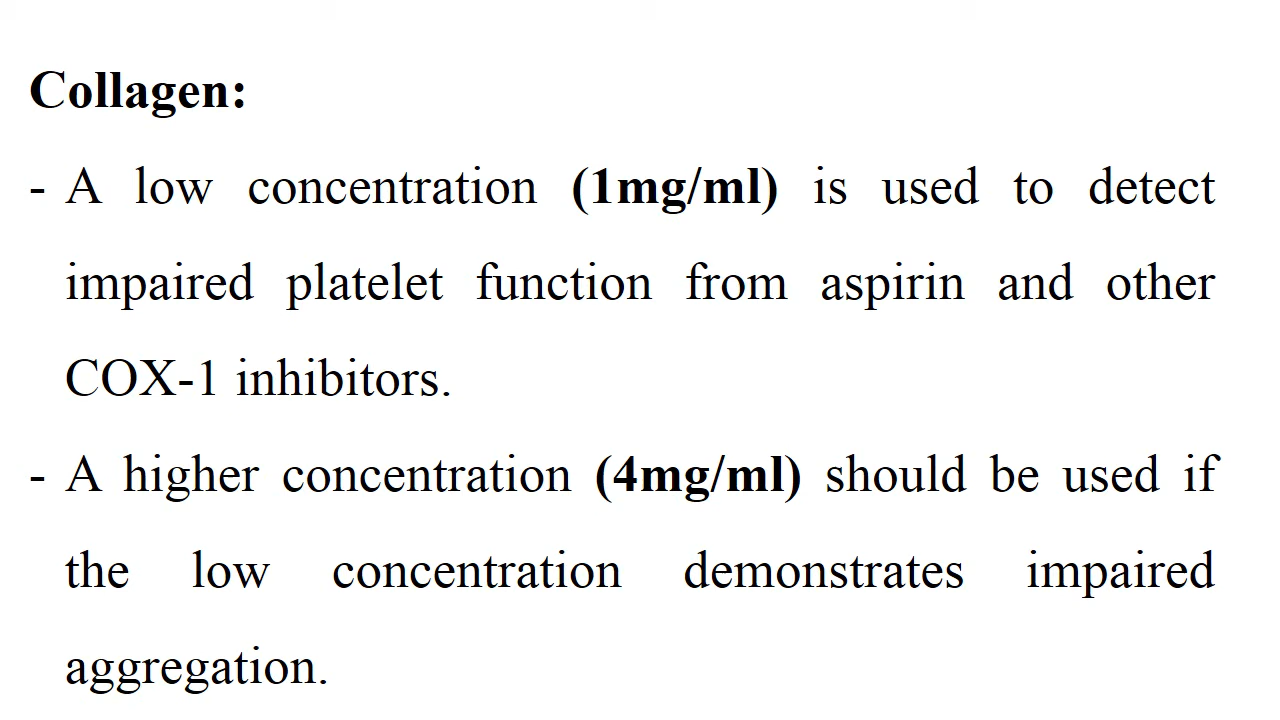 Collagen:
- A low concentration (1mg/ml) is used to detect
impaired platelet function from aspirin and other
COX-1 inhibitors.
- A higher concentration (4mg/ml) should be used if
the low concentration demonstrates impaired
aggregation.